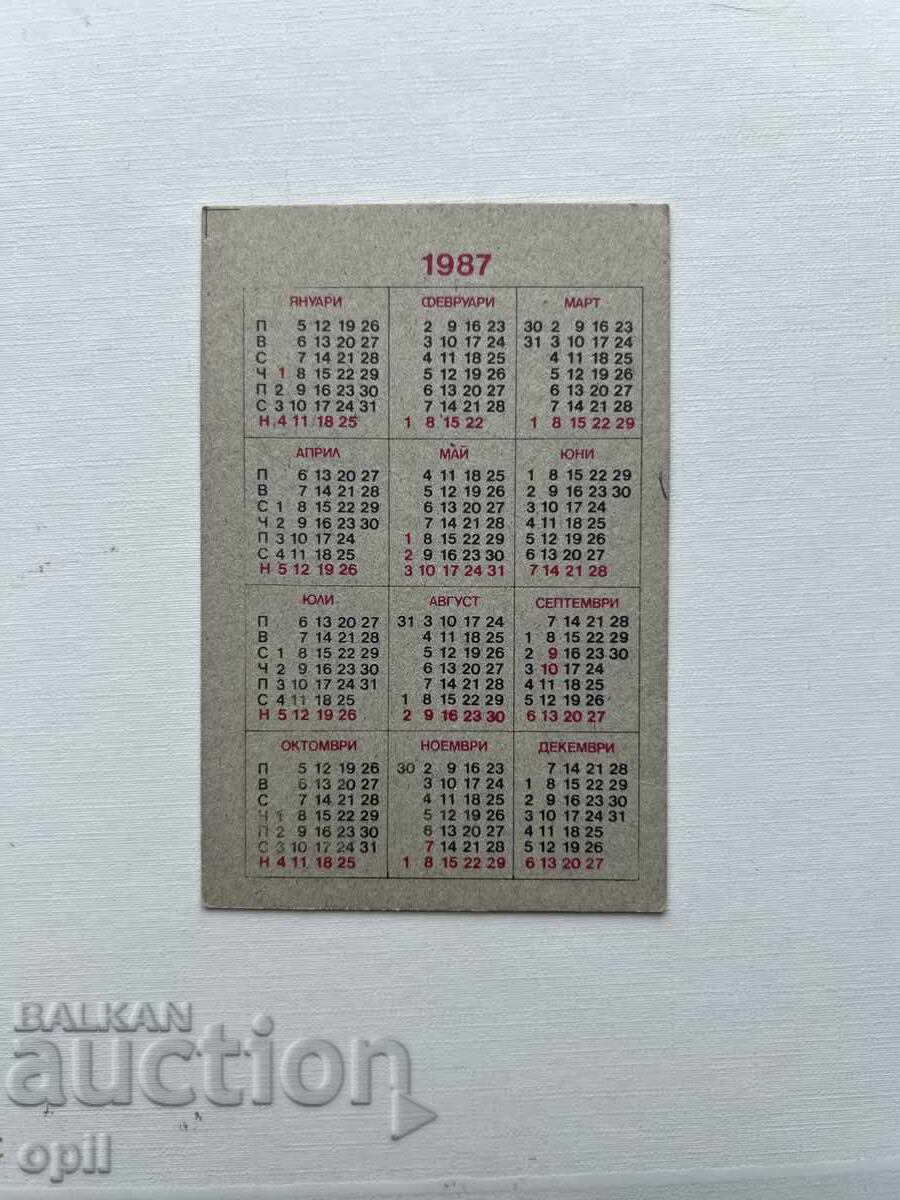 1987
ЯНУАРИ ФЕВРУАРИ МАРТ
П 5 12 19 26 2 9 16 23 30 2 9 16 23
В 6 13 20 27 3 10 17 24 31 3 10 17 24
С 7 14 21 28 4 11 18 25 4 11 18 25
Ч 1 8 15 22 29 5 12 19 26 5 12 19 26
П 2 9 16 23 30 6 13 20 27 6 13 20 27
С 3 10 17 24 31 7 14 21 28 7 14 21 28
Н 4 11 18 25 1 8 15 22 1 8 15 22 29
АПРИЛ МАЙ ЮНИ
П 6 13 20 27 4 11 18 25 1 8 15 22 29
В 7 14 21 28 5 12 19 26 2 9 16 23 30
С 1 8 15 22 29 6 13 20 27 3 10 17 24
Ч 2 9 16 23 30 7 14 21 28 4 11 18 25
П 3 10 17 24 1 8 15 22 29 5 12 19 26
С 4 11 18 25 2 9 16 23 30 6 13 20 27
Н 5 12 19 26 3 10 17 24 31 7 14 21 28
ЮЛИ АВГУСТ СЕПТЕМВРИ
П 6 13 20 27 31 3 10 17 24 7 14 21 28
В 7 14 21 28 4 11 18 25 1 8 15 22 29
С 1 8 15 22 29 5 12 19 26 2 9 16 23 30
Ч 2 9 16 23 30 6 13 20 27 3 10 17 24
П 3 10 17 24 31 7 14 21 28 4 11 18 25
С 4 11 18 25 1 8 15 22 29 5 12 19 26
Н 5 12 19 26 2 9 16 23 30 6 13 20 27
ОКТОМВРИ НОЕМВРИ ДЕКЕМВРИ
П 5 12 19 26 30 2 9 16 23 7 14 21 28
В 6 13 20 27 3 10 17 24 1 8 15 22 29
С 7 14 21 28 4 11 18 25 2 9 16 23 30
Ч 1 8 15 22 29 5 12 19 26 3 10 17 24 31
П 2 9 16 23 30 6 13 20 27 4 11 18 25
С 3 10 17 24 31 7 14 21 28 5 12 19 26
Н 4 11 18 25 1 8 15 22 29 6 13 20 27
BALKAN
auction
opil